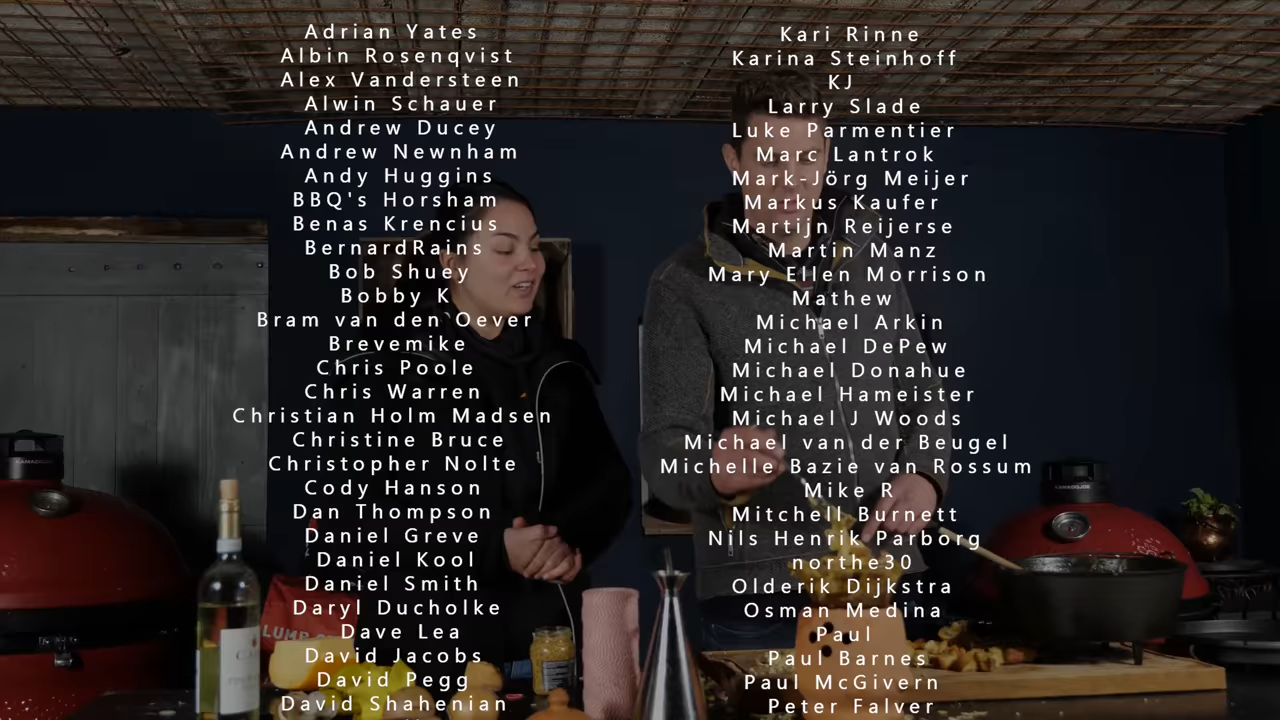 Adrian Yates
Albin Rosenqvist
Alex Vandersteen
Alwin Schauer
Andrew Ducey
Andrew Newnham
Andy Huggins
BBQ's Horsham
Benas Krencius
BernardRains
Bob Shuey
Bobby K
Bram van den Oever
Brevemike
Chris Poole
Chris Warren
Christian Holm Madsen
Christine Bruce
Christopher Nolte
Cody Hanson
Dan Thompson
Daniel Greve
Daniel Kool
Daniel Smith
Daryl Ducholke
Dave Lea
David Jacobs
David Pegg
David Shahenian
Kari Rinne
Karina Steinhoff
KJ
Larry Slade
Luke Parmentier
Marc Lantrok
Mark-Jörg Meijer
Markus Kaufer
Martijn Reijerse
Martin Manz
Mary Ellen Morrison
Mathew
Michael Arkin
Michael DePew
Michael Donahue
Michael Hameister
Michael J Woods
Michael van der Beugel
Michelle Bazie van Rossum
Mike R
Mitchell Burnett
Nils Henrik Parborg
northe30
Olderik Dijkstra
Osman Medina
Paul
Paul Barnes
Paul McGivern
Peter Falver
KAMADOJOE
KAMADOJOE
LUMP